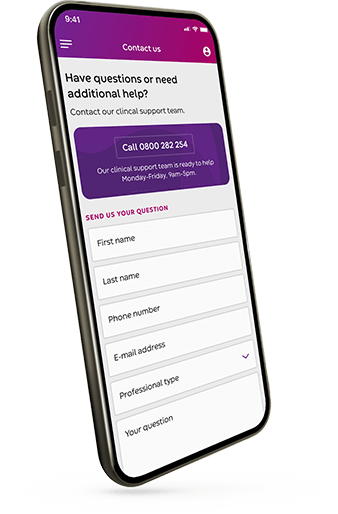 9:41
Contact us
Have questions or need
additional help?
Contact our clincal support team.
Call 0800 282 254
Our clinical support team is ready to help
Monday-Friday, 9am-5pm.
SEND US YOUR QUESTION
First name
Last name
Phone number
E-mail address
Professional type
Your question